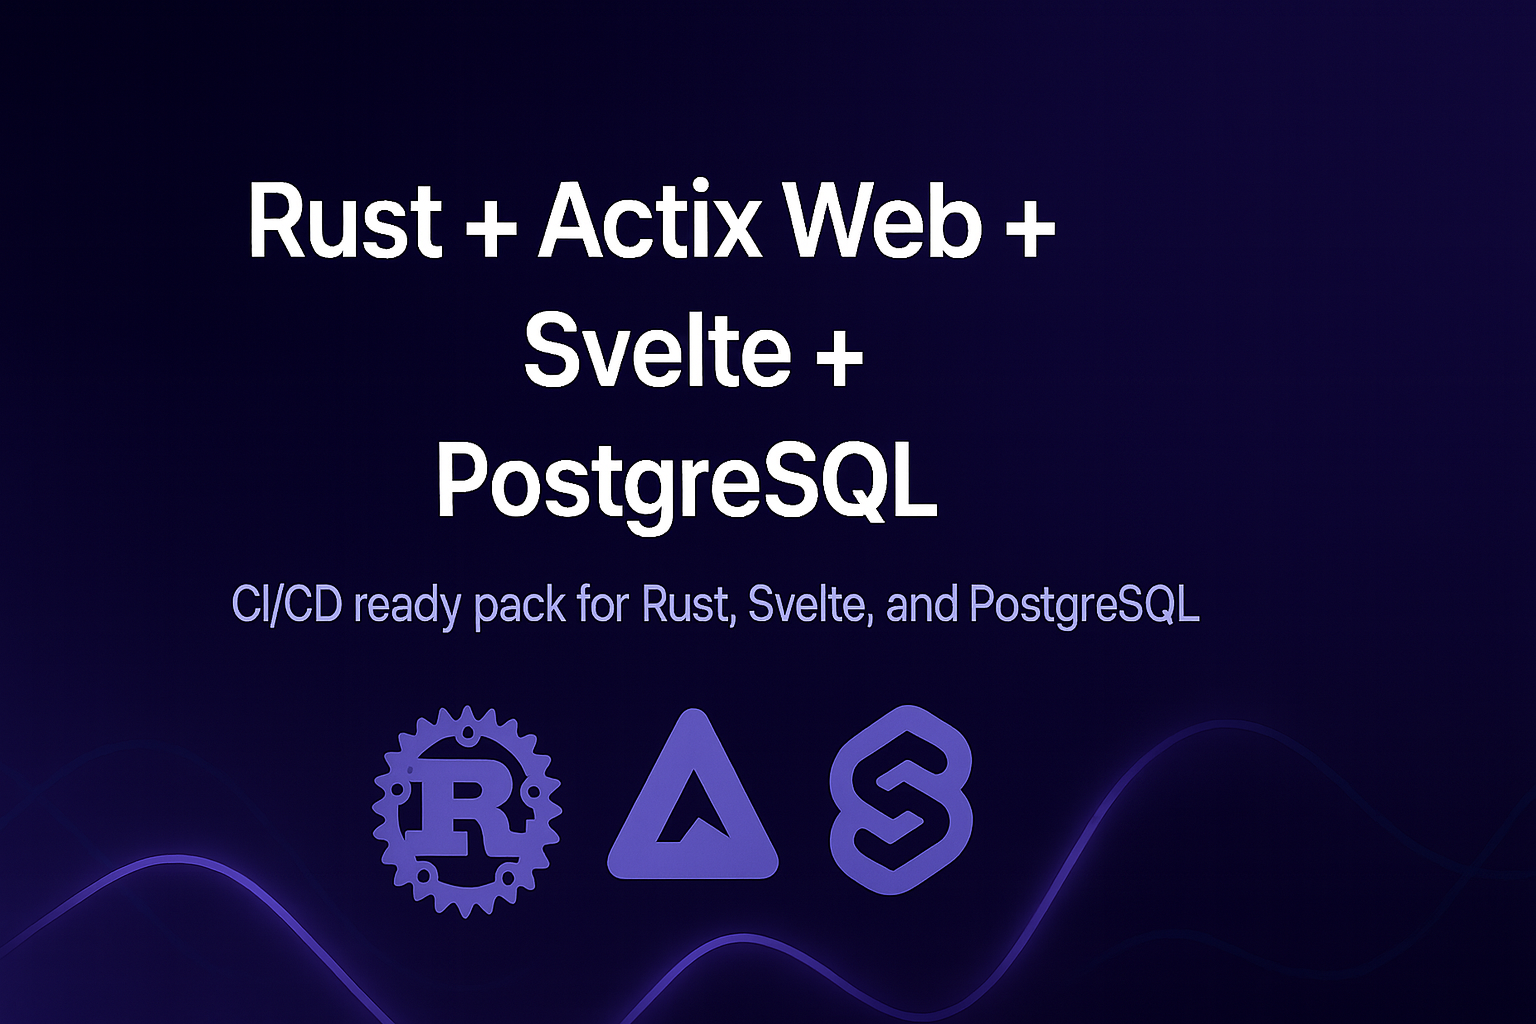 Rust + Actix Web +
Svelte +
PostgreSQL
CI/CD ready pack for Rust, Svelte, and PostgreSQL
R